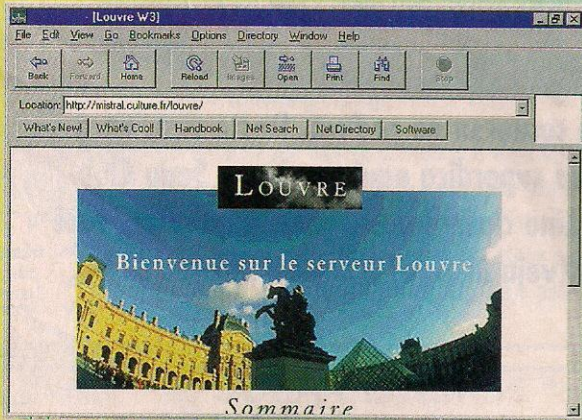 [Louvre W3]
File Edit View Go Bookmarks Options Directory Window Help
Back Forward Home Reload Images Open Print Find Stop
Location: http://mistral.culture.fr/louvre/
What's New! What's Cool! Handbook Net Search Net Directory Software
LOUVRE
Bienvenue sur le serveur Louvre
Sommaire